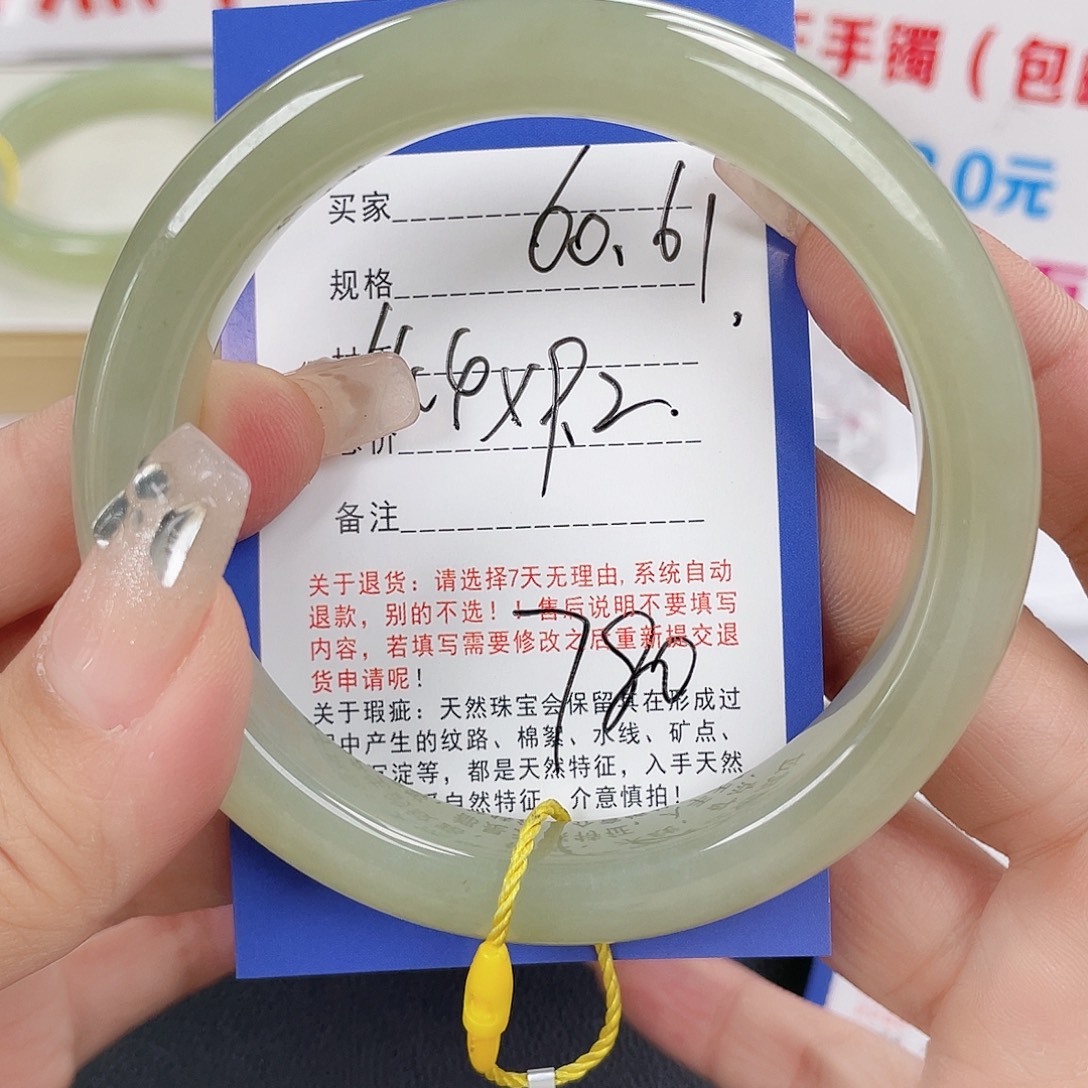 手镯（包
0元
买家
60.61,
规格
备注
关于退货：请选择7天无理由,系统自动
退款，别的不选！！售后说明不要填写
内容，若填写需要修改之后重新提交退
货申请呢！
780
关于瑕疵：天然珠宝会保留其在形成过
中产生的纹路、棉絮、水线、矿点、
沉淀等，都是天然特征，入手天然
自然特征，介意慎拍！